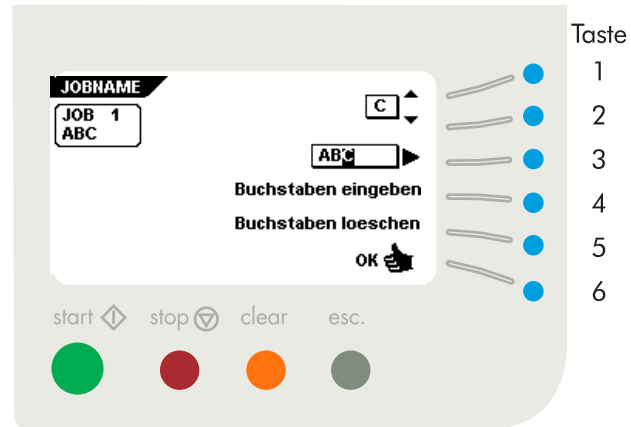 Taste
JOBNAME
1
JOB 1
C
2
ABC
ABC
3
Buchstaben eingeben
4
Buchstaben loeschen
5
OK
6
start stop clear esc.